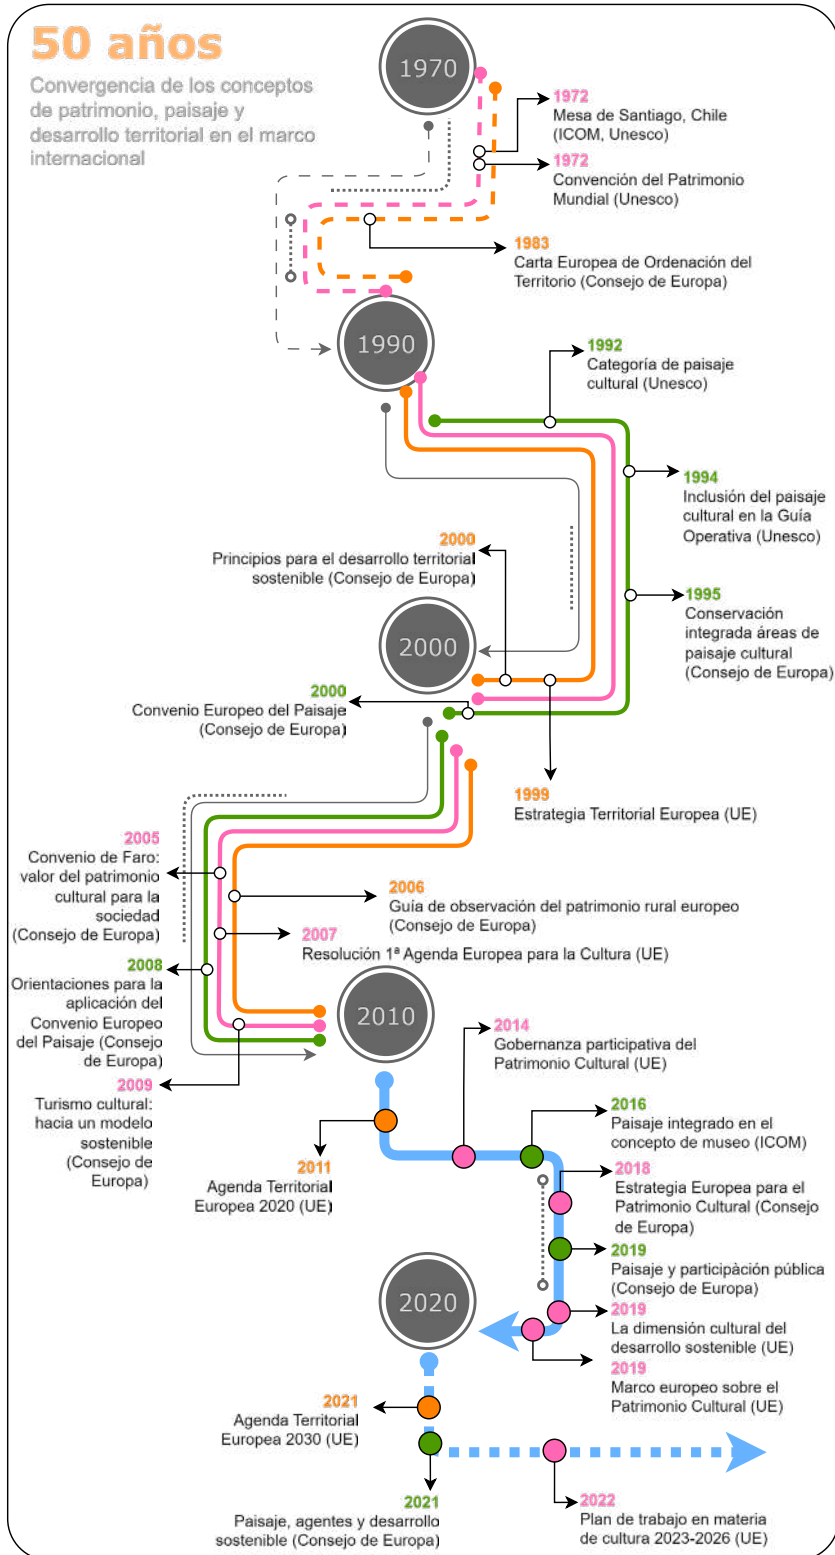 50 años
Convergencia de los conceptos
de patrimonio, paisaje y
desarrollo territorial en el marco
internacional
1970
1972
Mesa de Santiago, Chile
(ICOM, Unesco)
1972
Convención del Patrimonio
Mundial (Unesco)
1983
Carta Europea de Ordenación del
Territorio (Consejo de Europa)
1990
1992
Categoría de paisaje
cultural (Unesco)
1994
Inclusión del paisaje
cultural en la Guía
Operativa (Unesco)
2000
Principios para el desarrollo territorial
sostenible (Consejo de Europa)
1995
Conservación
integrada áreas de
paisaje cultural
(Consejo de Europa)
2000
2000
Convenio Europeo del Paisaje
(Consejo de Europa)
1999
Estrategia Territorial Europea (UE)
2005
Convenio de Faro:
valor del patrimonio
cultural para la
sociedad
(Consejo de Europa)
2006
Guía de observación del patrimonio rural europeo
(Consejo de Europa)
2007
Resolución 1ª Agenda Europea para la Cultura (UE)
2008
Orientaciones para la
aplicación del
Convenio Europeo
del Paisaje (Consejo
de Europa)
2009
Turismo cultural:
hacia un modelo
sostenible
(Consejo de
Europa)
2010
2014
Gobernanza participativa del
Patrimonio Cultural (UE)
2011
Agenda Territorial
Europea 2020 (UE)
2016
Paisaje integrado en el
concepto de museo (ICOM)
2018
Estrategia Europea para el
Patrimonio Cultural (Consejo
de Europa)
2019
Paisaje y participàción pública
(Consejo de Europa)
2019
La dimensión cultural del
desarrollo sostenible (UE)
2019
Marco europeo sobre el
Patrimonio Cultural (UE)
2020
2021
Agenda Territorial
Europea 2030 (UE)
2021
Paisaje, agentes y desarrollo
sostenible (Consejo de Europa)
2022
Plan de trabajo en materia
de cultura 2023-2026 (UE)